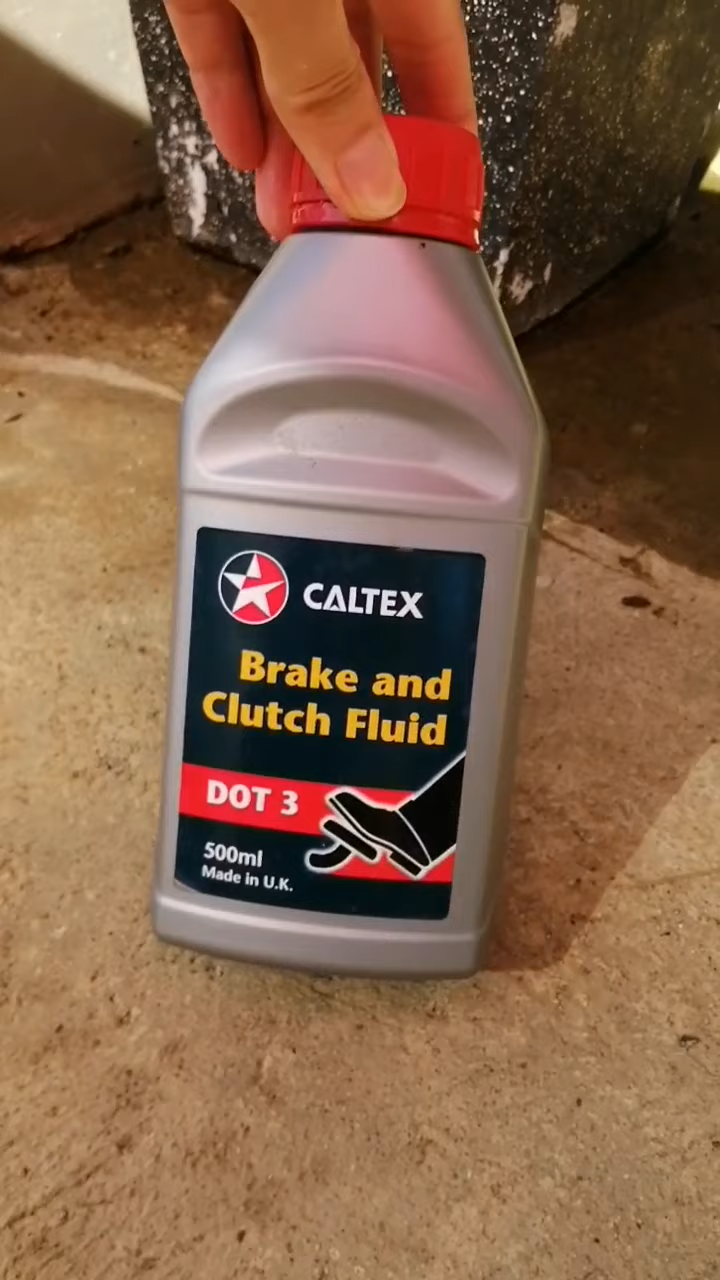 CALTEX
Brake and
Clutch Fluid
DOT 3
500ml
Made in U.K.